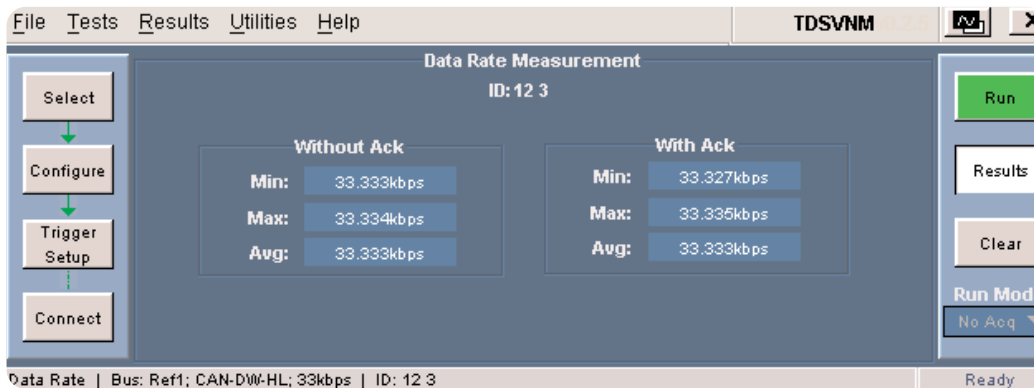 File Tests Results Utilities Help TDSVNM
Data Rate Measurement
ID: 12 3
Select
Configure
Trigger
Setup
Connect
Without Ack
Min: 33.333kbps
Max: 33.334kbps
Avg: 33.333kbps
With Ack
Min: 33.327kbps
Max: 33.335kbps
Avg: 33.333kbps
Run
Results
Clear
Run Mod
No Acq
Data Rate | Bus: Ref1; CAN-DW-HL; 33kbps | ID: 12 3 Ready